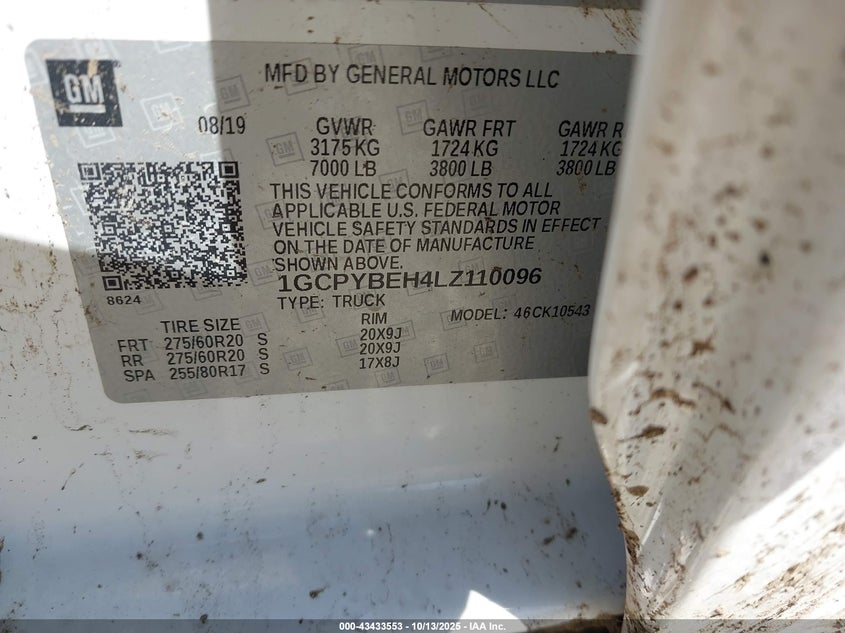 GM
MFD BY GENERAL MOTORS LLC
08/19 GVWR GAWR FRT GAWR R
3175 KG 1724 KG 1724 KG
7000 LB 3800 LB 3800 LB
THIS VEHICLE CONFORMS TO ALL
APPLICABLE U.S. FEDERAL MOTOR
VEHICLE SAFETY STANDARDS IN EFFECT
ON THE DATE OF MANUFACTURE
SHOWN ABOVE.
8624
1GCPYBEH4LZ110096
TYPE: TRUCK MODEL: 46CK10543
TIRE SIZE RIM
FRT 275/60R20 S 20X9J
RR 275/60R20 S 20X9J
SPA 255/80R17 S 17X8J
000-43433553 - 10/13/2025 - IAA Inc.